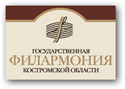 ГОСУДАРСТВЕННАЯ
ФИЛАРМОНИЯ
КОСТРОМСКОЙ ОБЛАСТИ